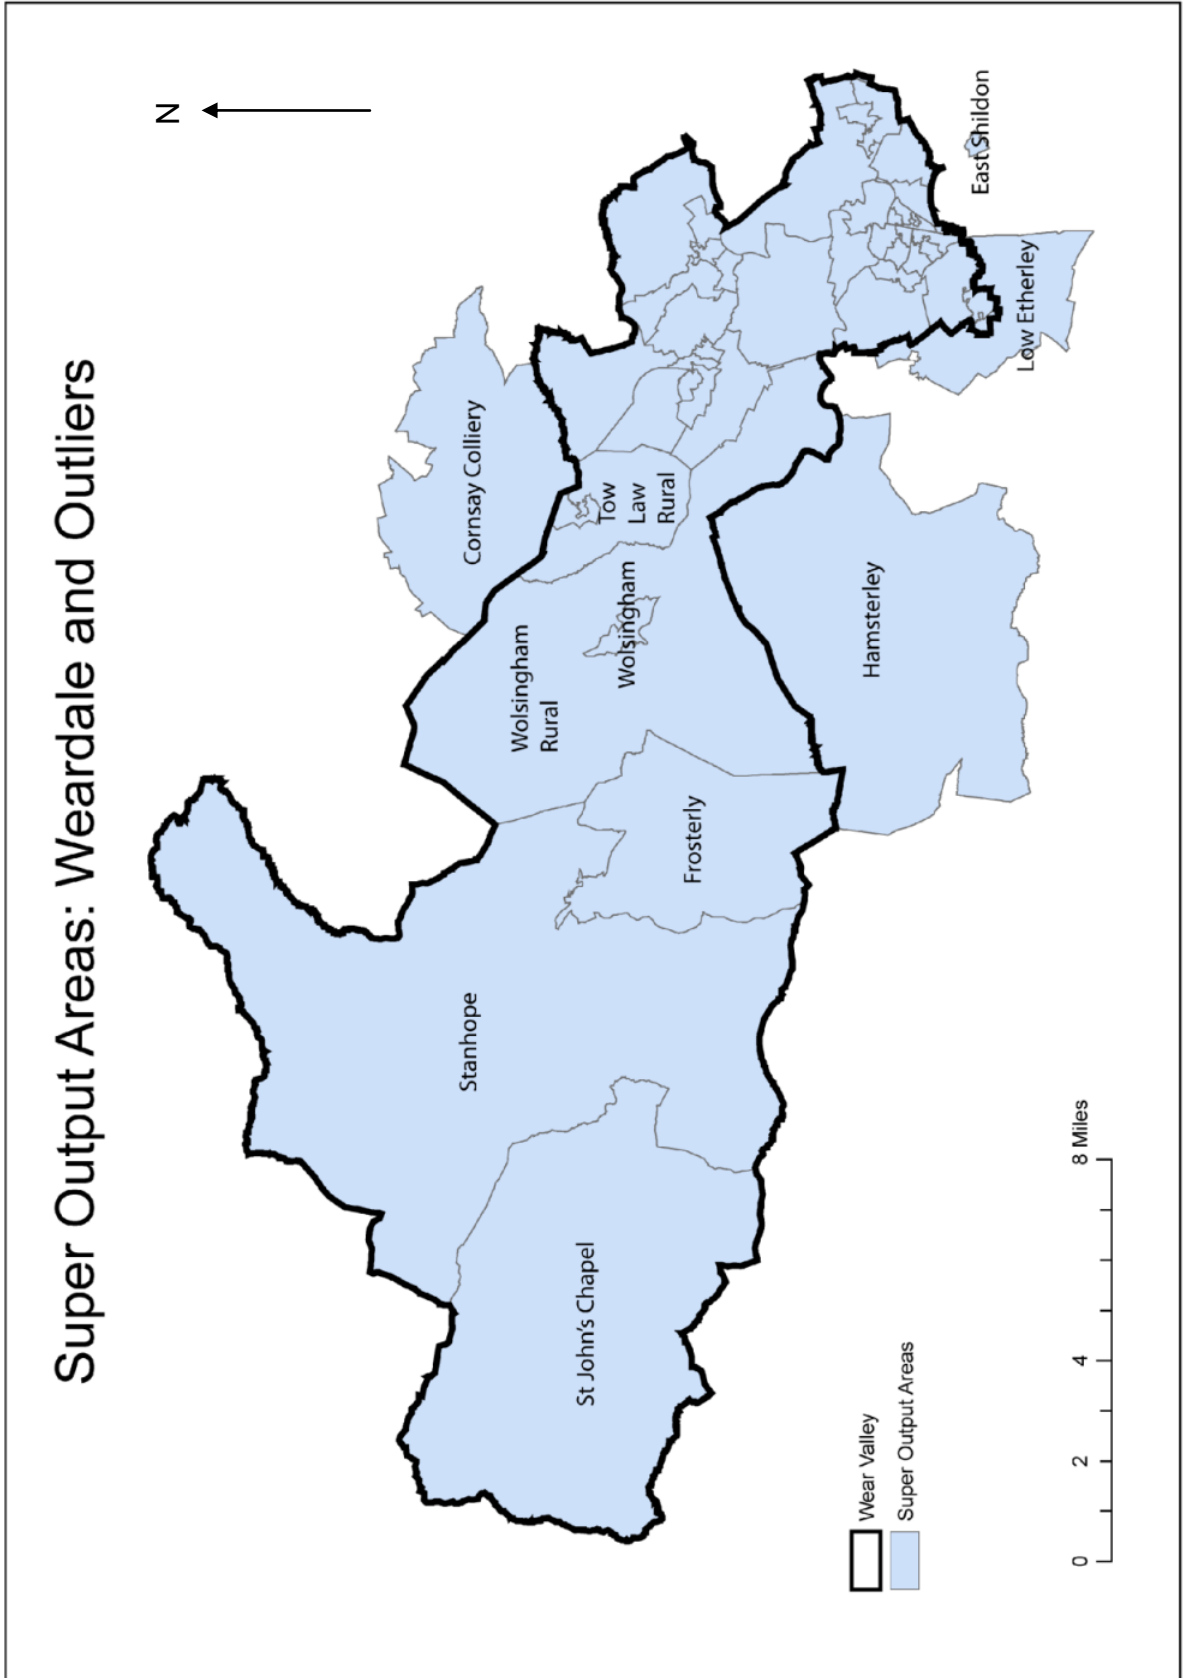 Super Output Areas: Weardale and Outliers
N
Cornsay Colliery
Stanhope
Wolsingham
Rural
Tow
Law
Rural
St John's Chapel
Wolsingham
Frosterly
Hamsterley
East Shildon
Low Etherley
Wear Valley
Super Output Areas
0 2 4 8 Miles